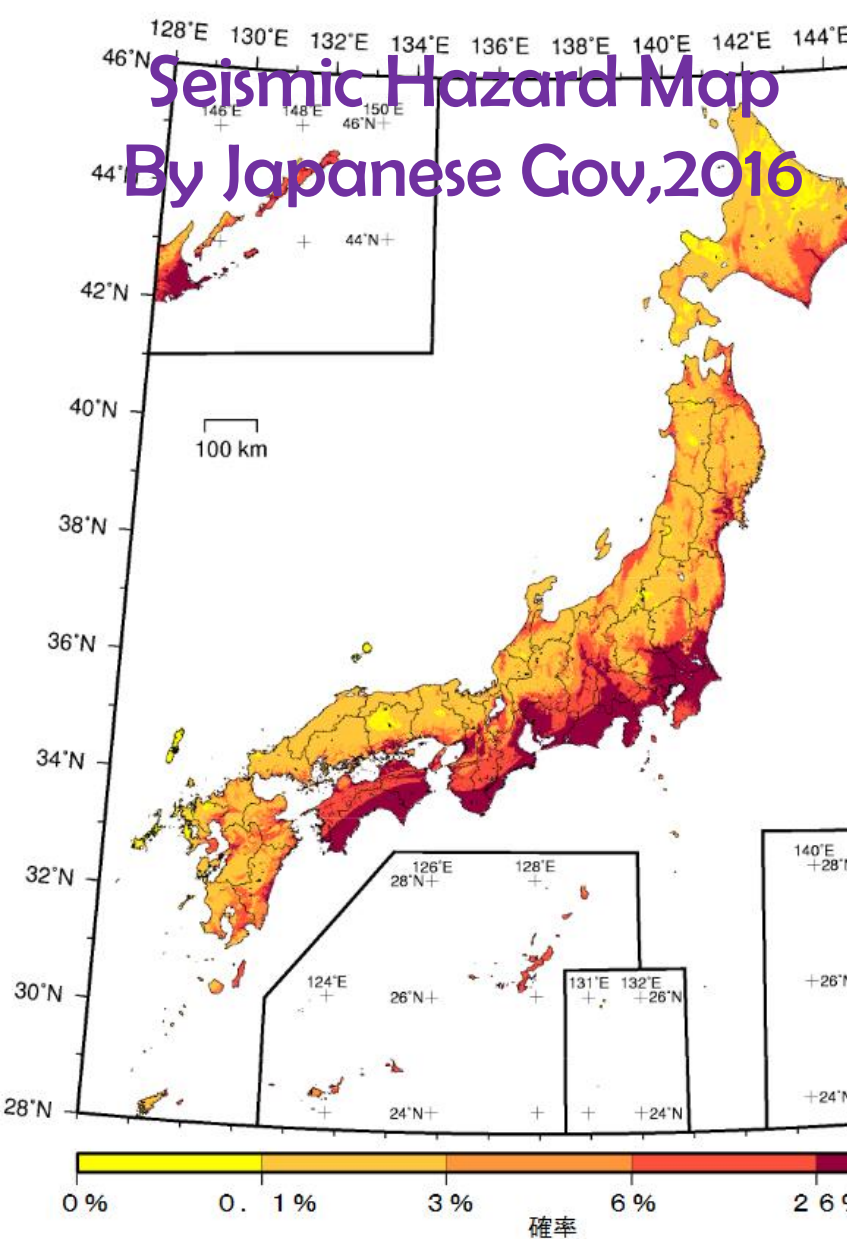 128°E 130°E 132°E 134°E 136°E 138°E 140°E 142°E 144°E
46°N
Seismic Hazard Map
146°E 148°E 150°E
46°N
44°N
By Japanese Gov,2016
44°N
42°N
40°N
100 km
38°N
36°N
34°N
32°N
126°E 128°E
28°N
140°E
28°N
30°N
124°E
26°N
131°E 132°E
26°N
26°N
28°N
24°N
24°N
24°N
0% 0.1% 3% 6% 26%
確率